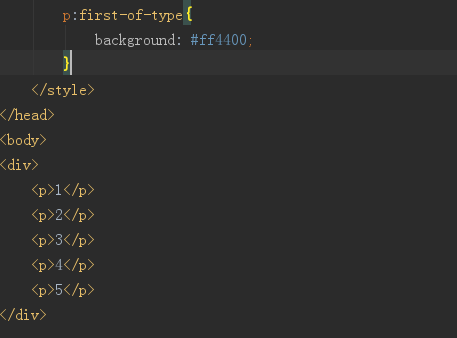 p:first-of-type{
background: #ff4400;
}
</style>
</head>
<body>
<div>
<p>1</p>
<p>2</p>
<p>3</p>
<p>4</p>
<p>5</p>
</div>